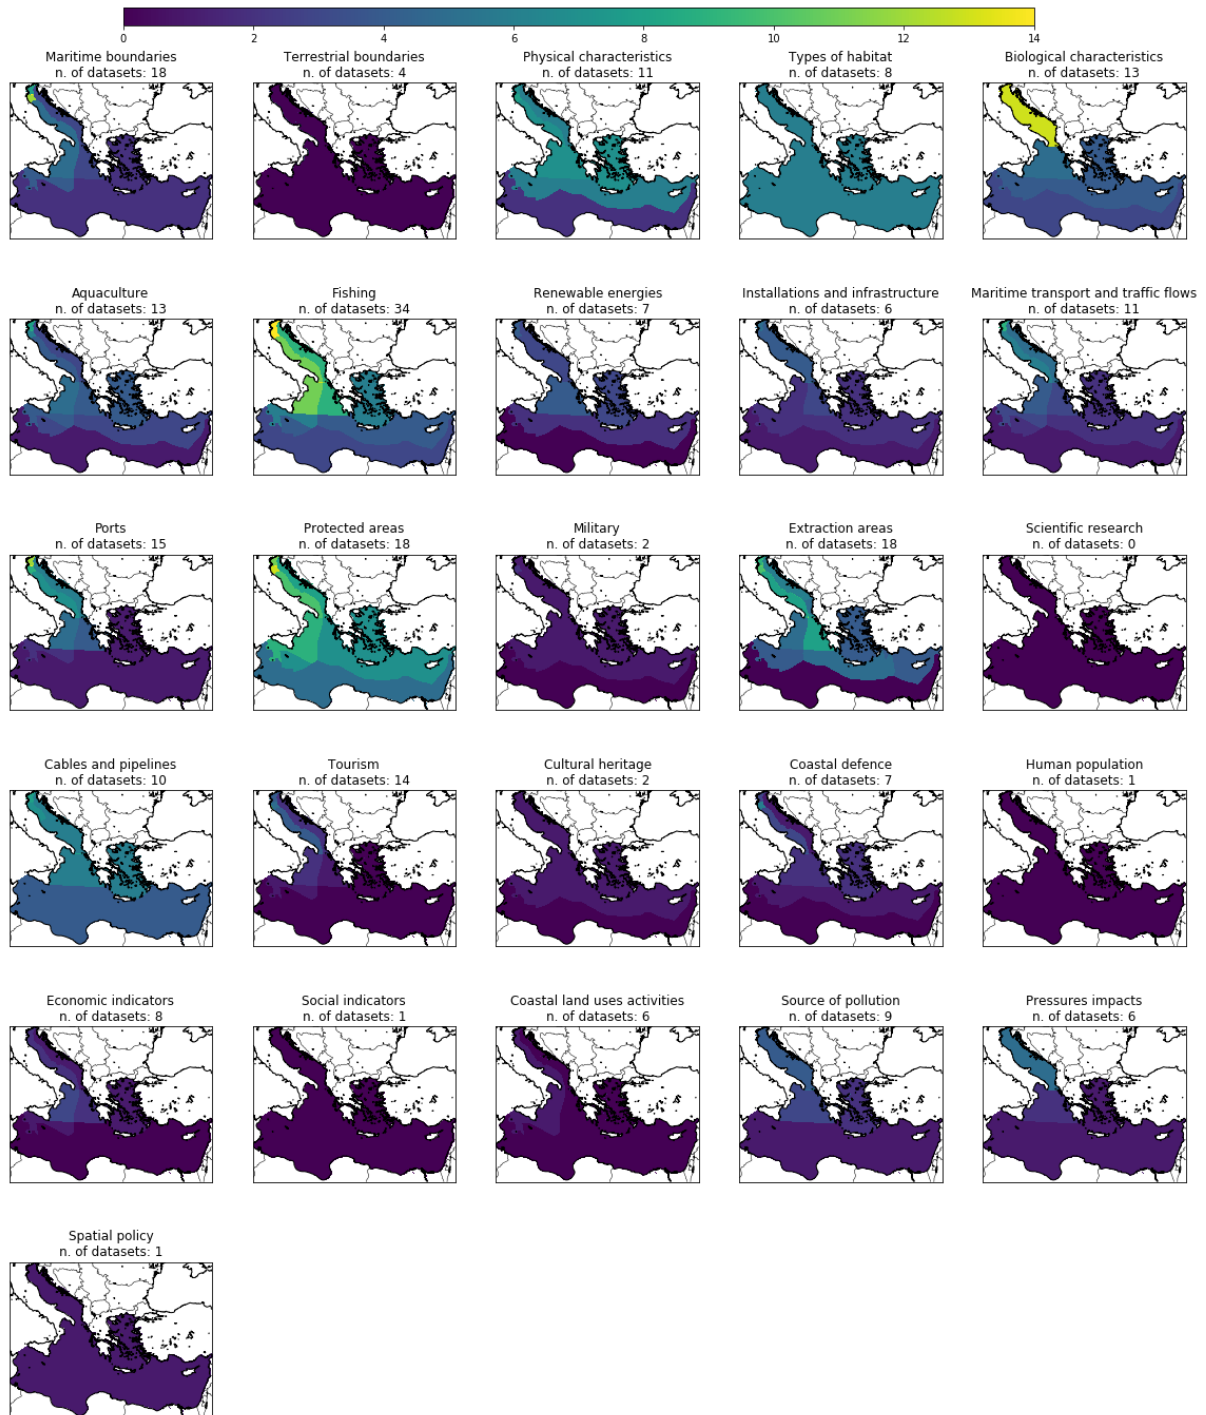 0 2 4 6 8 10 12 14
Maritime boundaries
n. of datasets: 18
Terrestrial boundaries
n. of datasets: 4
Physical characteristics
n. of datasets: 11
Types of habitat
n. of datasets: 8
Biological characteristics
n. of datasets: 13
Aquaculture
n. of datasets: 13
Fishing
n. of datasets: 34
Renewable energies
n. of datasets: 7
Installations and infrastructure
n. of datasets: 6
Maritime transport and traffic flows
n. of datasets: 11
Ports
n. of datasets: 15
Protected areas
n. of datasets: 18
Military
n. of datasets: 2
Extraction areas
n. of datasets: 18
Scientific research
n. of datasets: 0
Cables and pipelines
n. of datasets: 10
Tourism
n. of datasets: 14
Cultural heritage
n. of datasets: 2
Coastal defence
n. of datasets: 7
Human population
n. of datasets: 1
Economic indicators
n. of datasets: 8
Social indicators
n. of datasets: 1
Coastal land uses activities
n. of datasets: 6
Source of pollution
n. of datasets: 9
Pressures impacts
n. of datasets: 6
Spatial policy
n. of datasets: 1